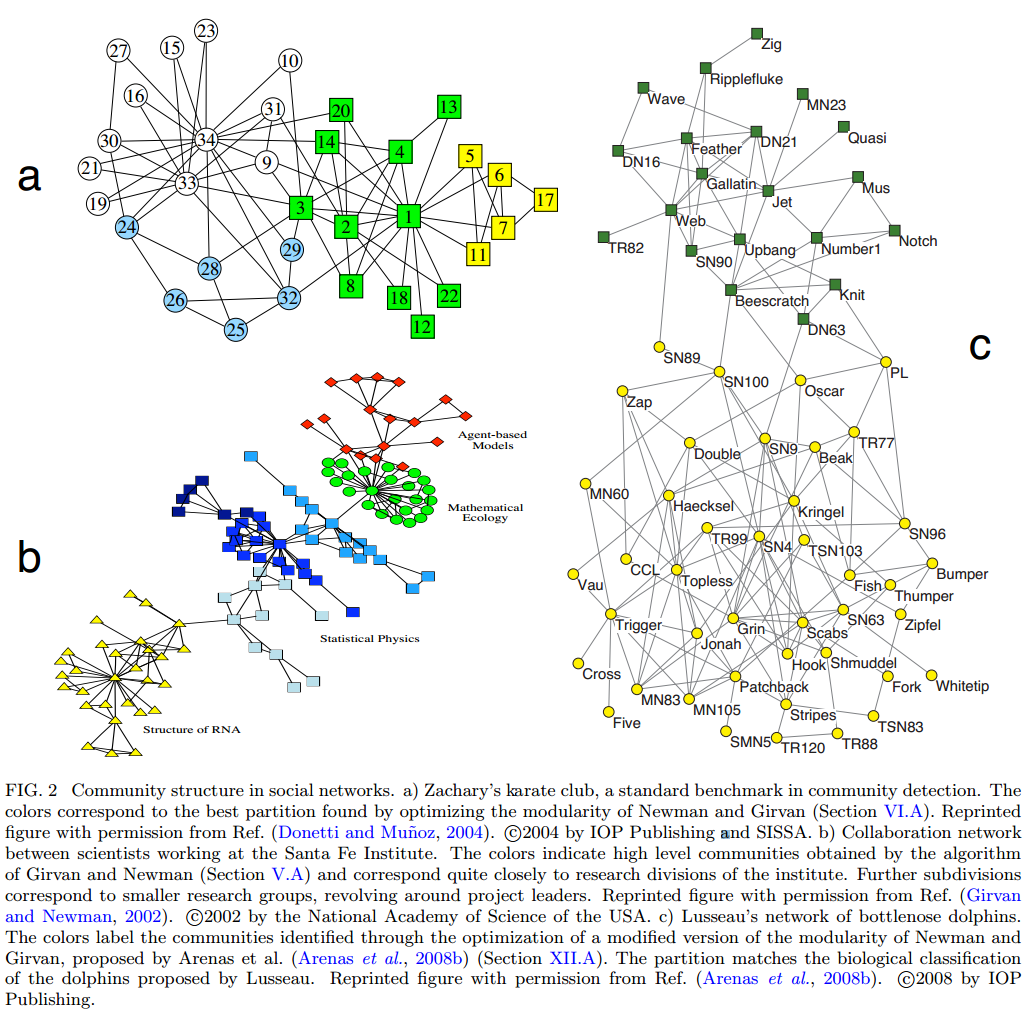 a
23
27
15
10
16
31
20
13
14
30
34
4
5
9
21
33
6
17
19
3
1
24
2
7
29
11
28
8
18
22
26
32
12
25
b
Agent-based
Models
Mathematical
Ecology
Statistical Physics
Structure of RNA
c
Zig
Ripplefluke
Wave
MN23
DN21
Quasi
Feather
DN16
Gallatin
Mus
Jet
Web
TR82
Upbang
Number1
Notch
SN90
Beescratch
Knit
DN63
SN89
SN100
PL
Oscar
Zap
TR77
Double
SN9
Beak
MN60
Haecksel
Kringel
TR99
SN96
SN4
TSN103
CCL
Topless
Vau
Fish
Bumper
Thumper
Trigger
Grin
SN63
Zipfel
Scabs
Jonah
Hook
Shmuddel
Cross
Patchback
Fork
Whitetip
MN83
MN105
Stripes
Five
TSN83
SMN5
TR120
TR88
FIG. 2 Community structure in social networks. a) Zachary's karate club, a standard benchmark in community detection. The
colors correspond to the best partition found by optimizing the modularity of Newman and Girvan (Section VI.A). Reprinted
figure with permission from Ref. (Donetti and Muñoz, 2004). ©2004 by IOP Publishing and SISSA. b) Collaboration network
between scientists working at the Santa Fe Institute. The colors indicate high level communities obtained by the algorithm
of Girvan and Newman (Section V.A) and correspond quite closely to research divisions of the institute. Further subdivisions
correspond to smaller research groups, revolving around project leaders. Reprinted figure with permission from Ref. (Girvan
and Newman, 2002). ©2002 by the National Academy of Science of the USA. c) Lusseau's network of bottlenose dolphins.
The colors label the communities identified through the optimization of a modified version of the modularity of Newman and
Girvan, proposed by Arenas et al. (Arenas et al., 2008b) (Section XII.A). The partition matches the biological classification
of the dolphins proposed by Lusseau. Reprinted figure with permission from Ref. (Arenas et al., 2008b). ©2008 by IOP
Publishing.